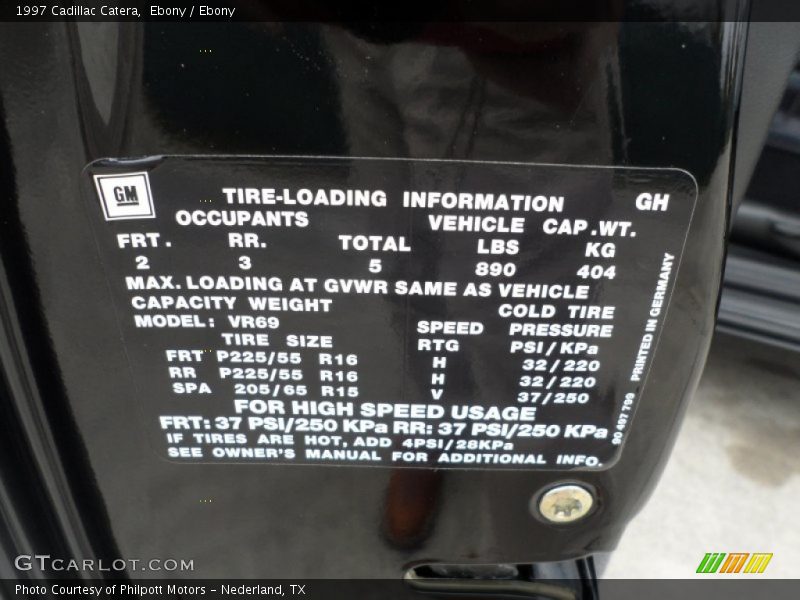 1997 Cadillac Catera, Ebony / Ebony
GM
TIRE-LOADING INFORMATION GH
OCCUPANTS VEHICLE CAP.WT.
FRT. RR. TOTAL LBS KG
2 3 5 890 404
MAX. LOADING AT GVWR SAME AS VEHICLE
CAPACITY WEIGHT COLD TIRE
MODEL: VR69 SPEED PRESSURE
TIRE SIZE RTG PSI/KPa
FRT P225/55 R16 H 32/220
RR P225/55 R16 H 32/220
SPA 205/65 R15 V 37/250
FOR HIGH SPEED USAGE
FRT: 37 PSI/250 KPa RR: 37 PSI/250 KPa
IF TIRES ARE HOT, ADD 4PSI/28KPa
SEE OWNER'S MANUAL FOR ADDITIONAL INFO.
90 497 799 PRINTED IN GERMANY
GTCARLOT.COM
Photo Courtesy of Philpott Motors - Nederland, TX